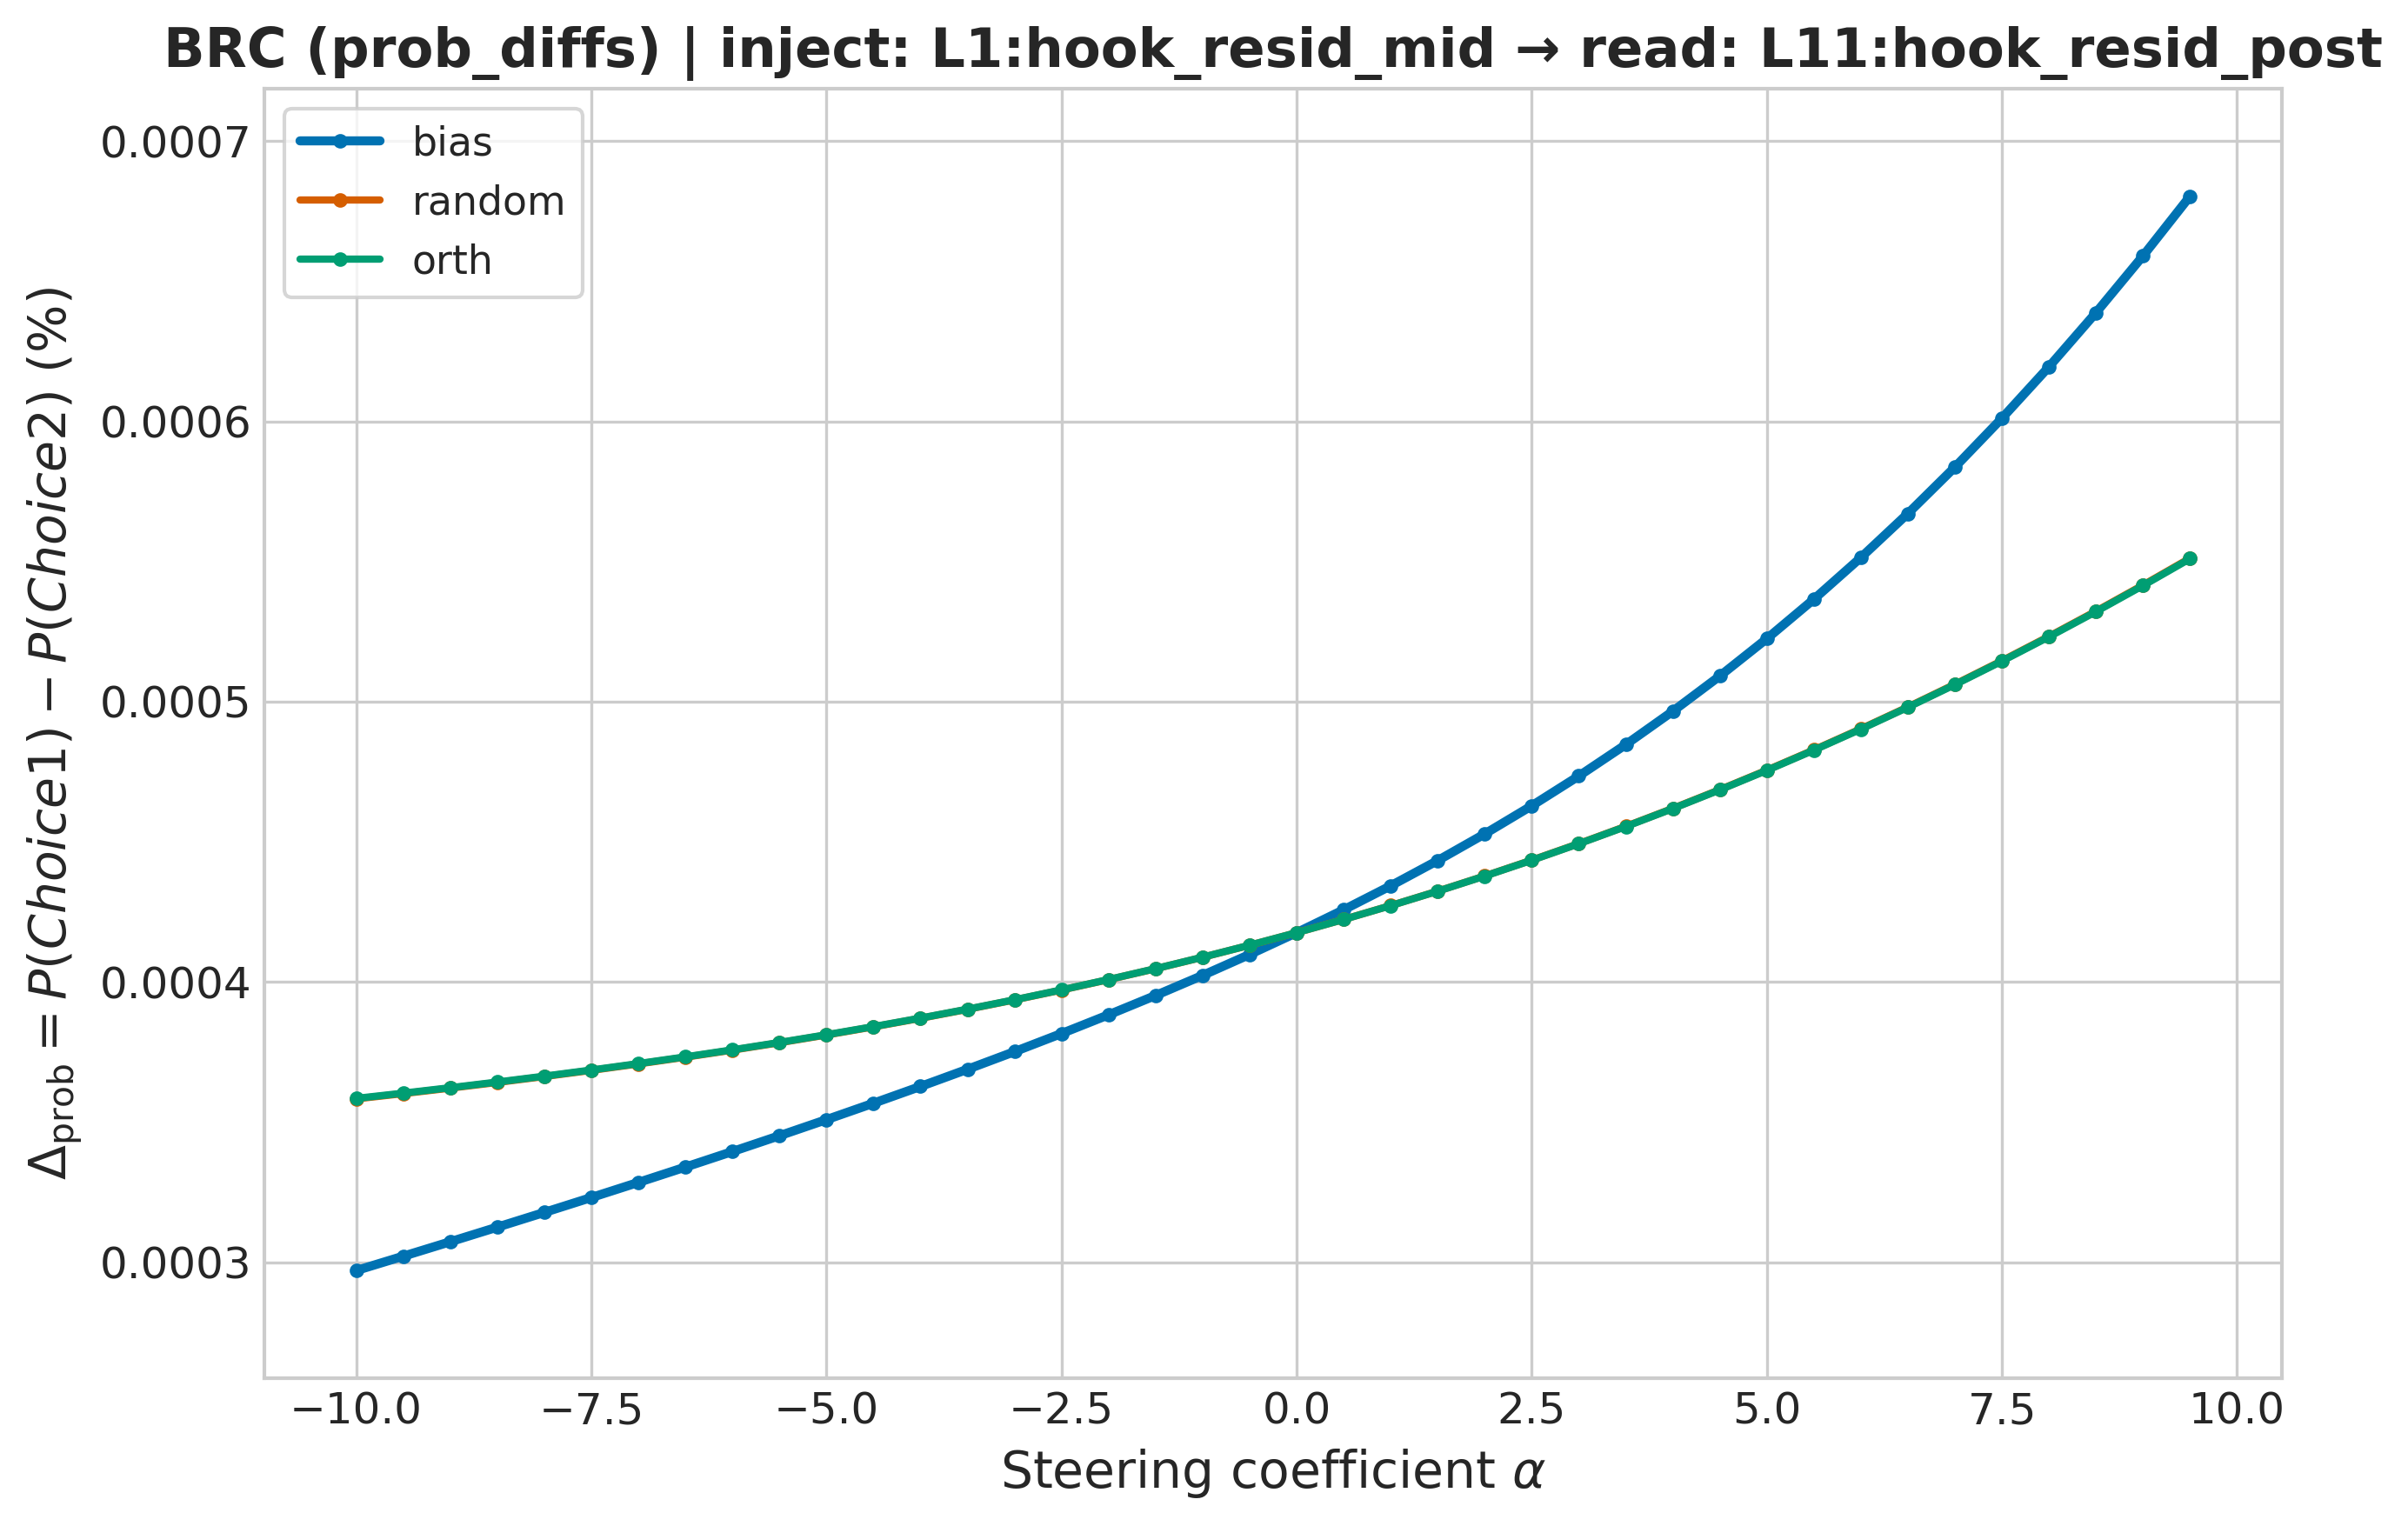 BRC (prob_diffs) | inject: L1:hook_resid_mid → read: L11:hook_resid_post
bias
random
orth
Δprob = P(Choice1) − P(Choice2) (%)
0.0007
0.0006
0.0005
0.0004
0.0003
−10.0 −7.5 −5.0 −2.5 0.0 2.5 5.0 7.5 10.0
Steering coefficient α